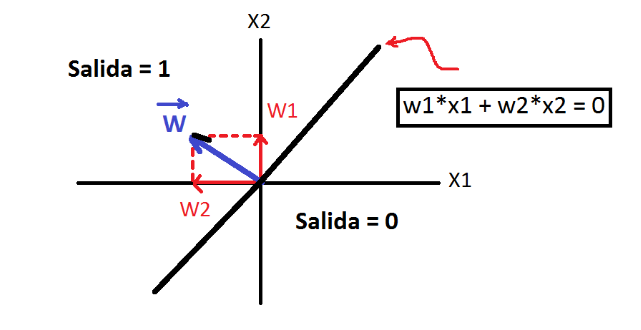 X2
Salida = 1
W1
W
w1*x1 + w2*x2 = 0
X1
W2
Salida = 0